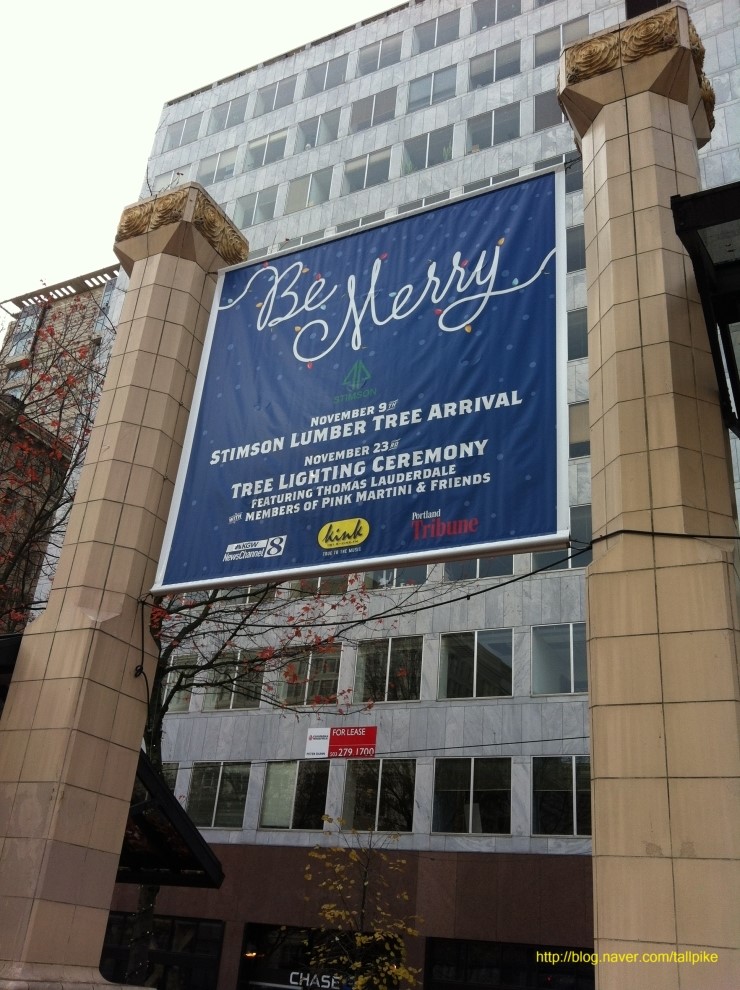 Be Merry
STIMSON
NOVEMBER 9TH
STIMSON LUMBER TREE ARRIVAL
NOVEMBER 23RD
TREE LIGHTING CEREMONY
FEATURING THOMAS LAUDERDALE
WITH MEMBERS OF PINK MARTINI & FRIENDS
KGW
NewsChannel 8
kink
TRUE TO THE MUSIC
Portland
Tribune
FOR LEASE
503 279 1700
CHASE
http://blog.naver.com/tallpike